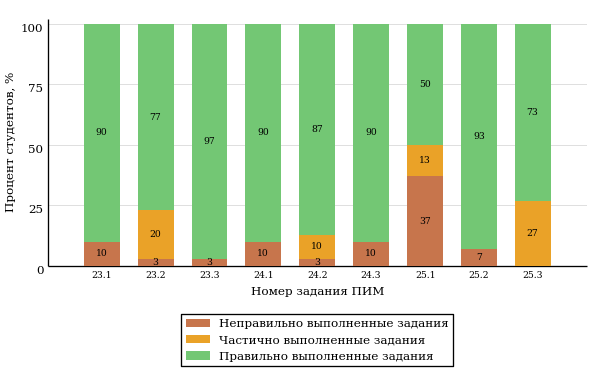 Процент студентов, %
100
75
50
25
0
90 77 97 90 87 90 50 93 73
20 10 13 27
10 3 3 10 3 10 37 7
23.1 23.2 23.3 24.1 24.2 24.3 25.1 25.2 25.3
Номер задания ПИМ
Неправильно выполненные задания
Частично выполненные задания
Правильно выполненные задания